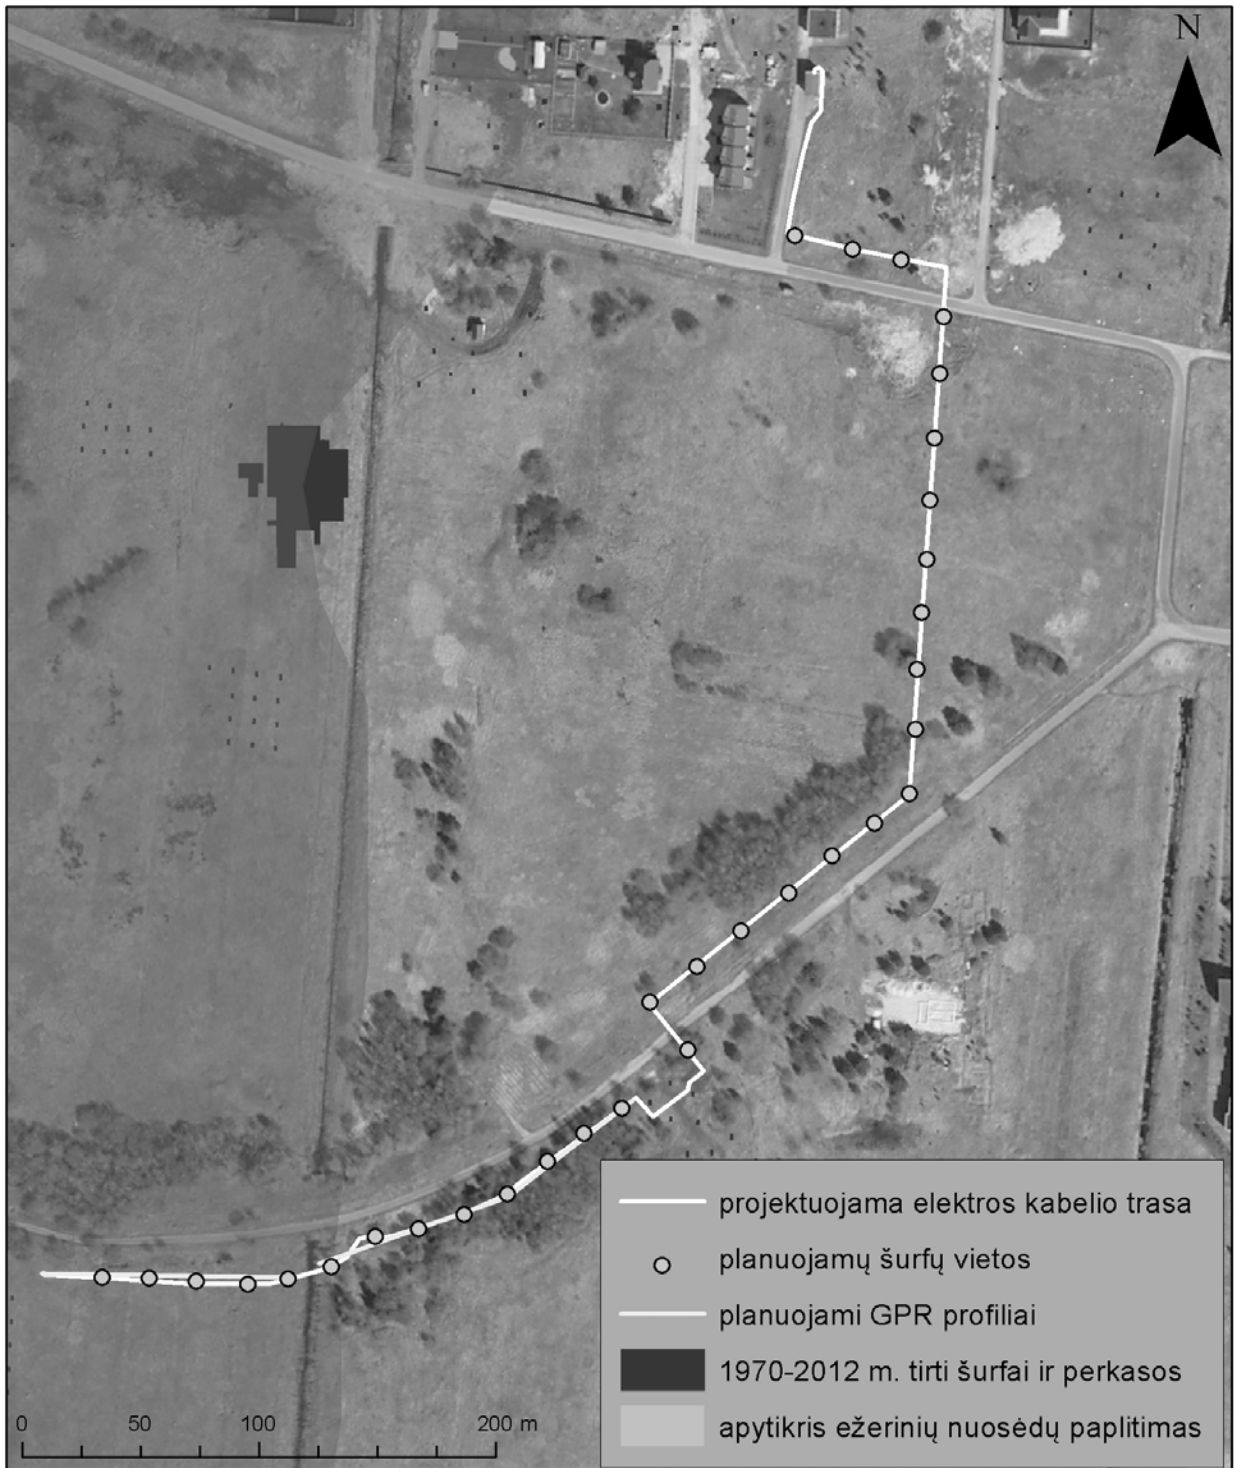 N
projektuojama elektros kabelio trasa
planuojamų šurfų vietos
planuojami GPR profiliai
1970-2012 m. tirti šurfai ir perkasos
apytikris ežerinių nuosėdų paplitimas
0 50 100 200 m